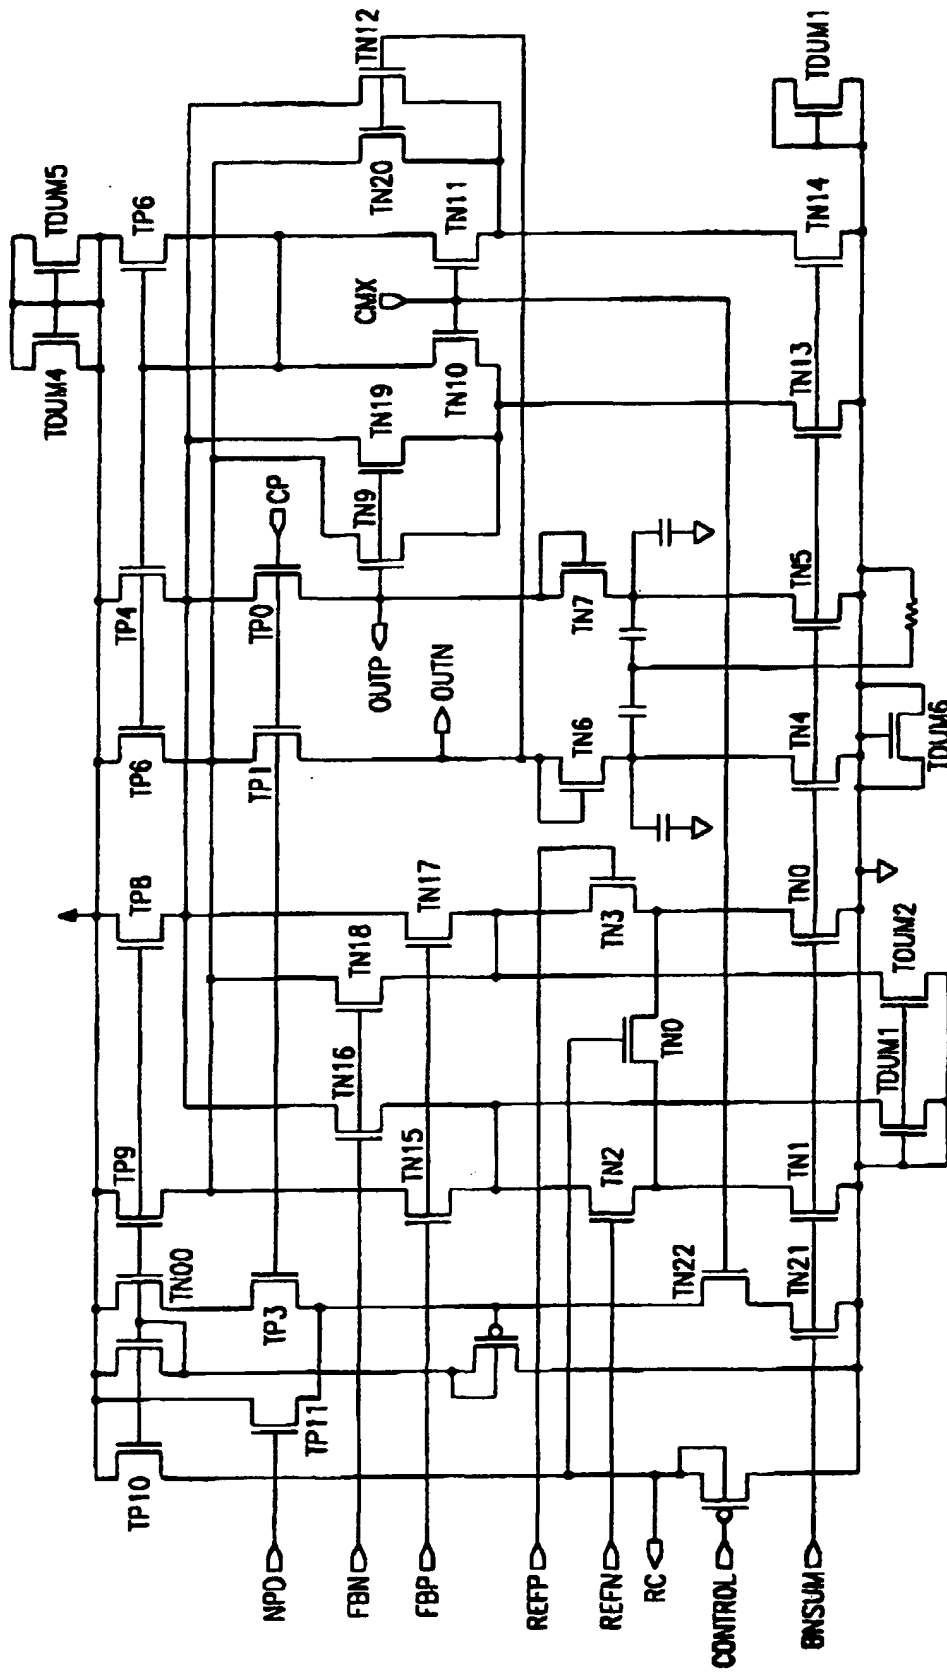 TDUM4
TDUM5
TP10
TN00
TP9
TP8
TP6
TP4
TP6
NPD
TP11
TP3
TP1
TP0
CP
FBN
TN16
TN18
OUTP
TN9
TN19
CMX
TN20
TN12
FBP
TN15
TN17
OUTN
TN10
TN11
REFP
REFN
TN2
TN0
TN3
TN6
TN7
RC
CONTROL
TN22
BNSUM
TN21
TN1
TN0
TN4
TN5
TN13
TN14
TDUM1
TDUM1
TDUM2
TDUM6